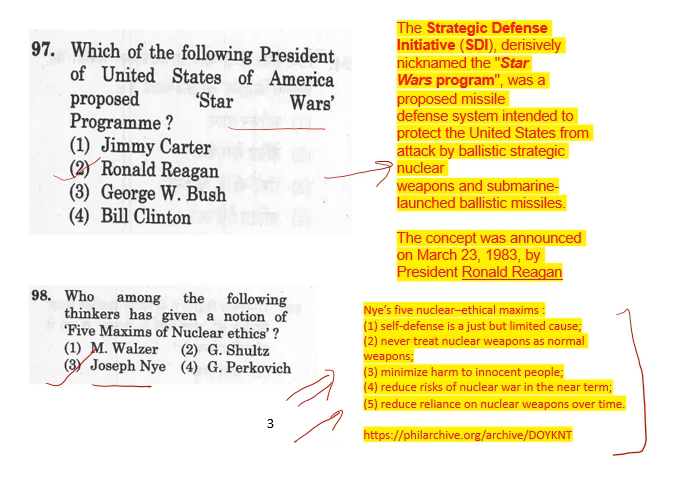 97. Which of the following President
of United States of America
proposed 'Star Wars'
Programme ?
(1) Jimmy Carter
(2) Ronald Reagan
(3) George W. Bush
(4) Bill Clinton
The Strategic Defense
Initiative (SDI), derisively
nicknamed the "Star
Wars program", was a
proposed missile
defense system intended to
protect the United States from
attack by ballistic strategic
nuclear
weapons and submarine-
launched ballistic missiles.
The concept was announced
on March 23, 1983, by
President Ronald Reagan
98. Who among the following
thinkers has given a notion of
'Five Maxims of Nuclear ethics' ?
(1) M. Walzer (2) G. Shultz
(3) Joseph Nye (4) G. Perkovich
Nye's five nuclear–ethical maxims :
(1) self-defense is a just but limited cause;
(2) never treat nuclear weapons as normal
weapons;
(3) minimize harm to innocent people;
(4) reduce risks of nuclear war in the near term;
(5) reduce reliance on nuclear weapons over time.
https://philarchive.org/archive/DOYKNT
3